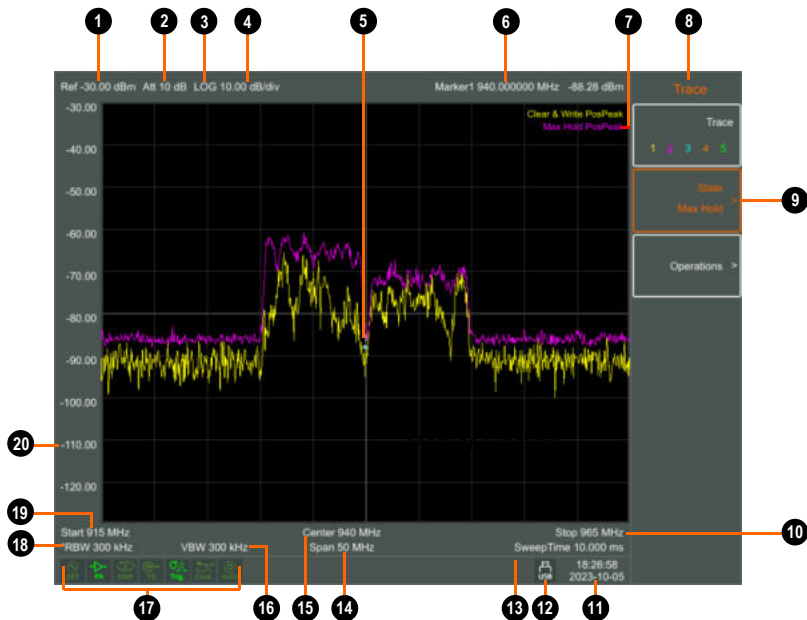 1 2 3 4 5 6 7 8
Ref -30.00 dBm Att 10 dB LOG 10.00 dB/div Marker1 940.000000 MHz -88.28 dBm
Trace
Clear & Write PosPeak
Max Hold PosPeak
Trace
1 2 3 4 5
State
Max Hold >
9
Operations >
-30.00
-40.00
-50.00
-60.00
-70.00
-80.00
-90.00
-100.00
20 -110.00
-120.00
19
Start 915 MHz Center 940 MHz Stop 965 MHz 10
18 *RBW 300 kHz VBW 300 kHz Span 50 MHz SweepTime 10.000 ms
EXT PA TG Trig. Cont. USB 18:26:58
2023-10-05
17 16 15 14 13 12 11